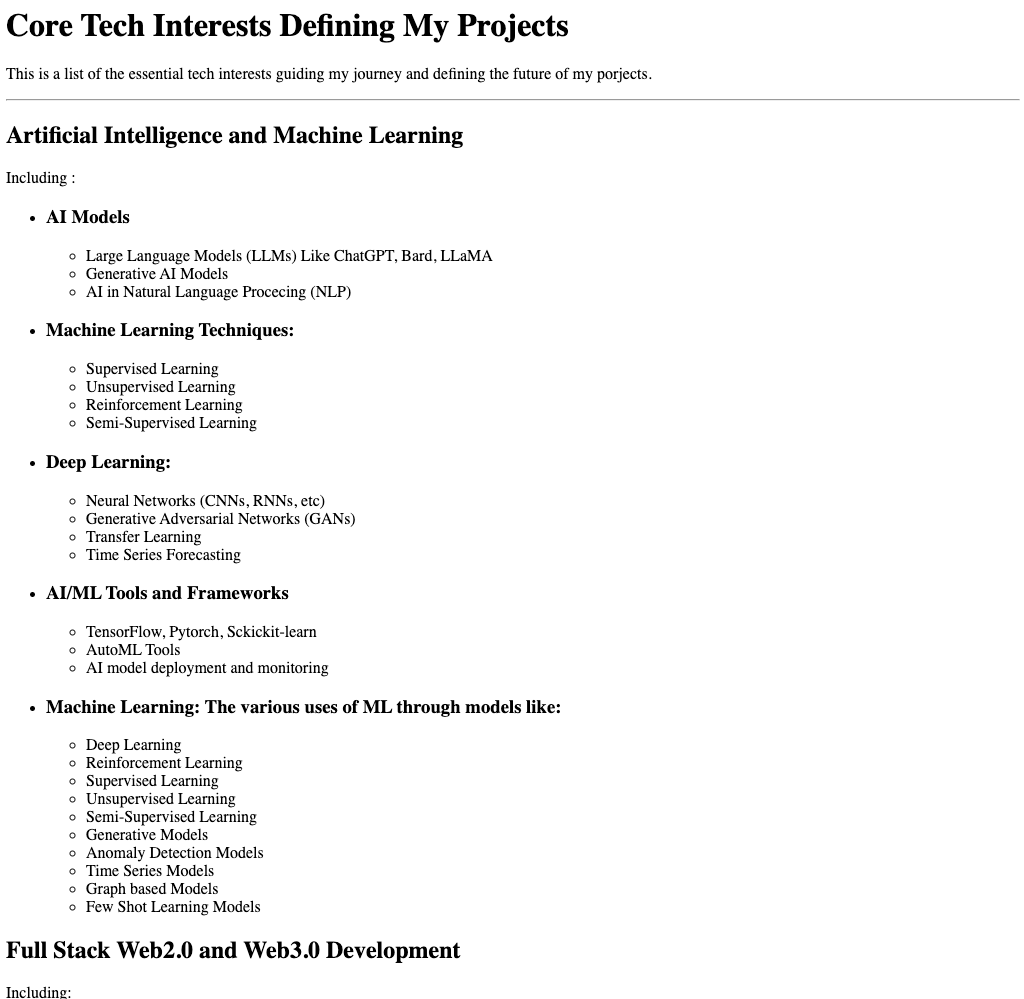 Core Tech Interests Defining My Projects
This is a list of the essential tech interests guiding my journey and defining the future of my porjects.
Artificial Intelligence and Machine Learning
Including :
AI Models
Large Language Models (LLMs) Like ChatGPT, Bard, LLaMA
Generative AI Models
AI in Natural Language Procecing (NLP)
Machine Learning Techniques:
Supervised Learning
Unsupervised Learning
Reinforcement Learning
Semi-Supervised Learning
Deep Learning:
Neural Networks (CNNs, RNNs, etc)
Generative Adversarial Networks (GANs)
Transfer Learning
Time Series Forecasting
AI/ML Tools and Frameworks
TensorFlow, Pytorch, Sckickit-learn
AutoML Tools
AI model deployment and monitoring
Machine Learning: The various uses of ML through models like:
Deep Learning
Reinforcement Learning
Supervised Learning
Unsupervised Learning
Semi-Supervised Learning
Generative Models
Anomaly Detection Models
Time Series Models
Graph based Models
Few Shot Learning Models
Full Stack Web2.0 and Web3.0 Development
Including: